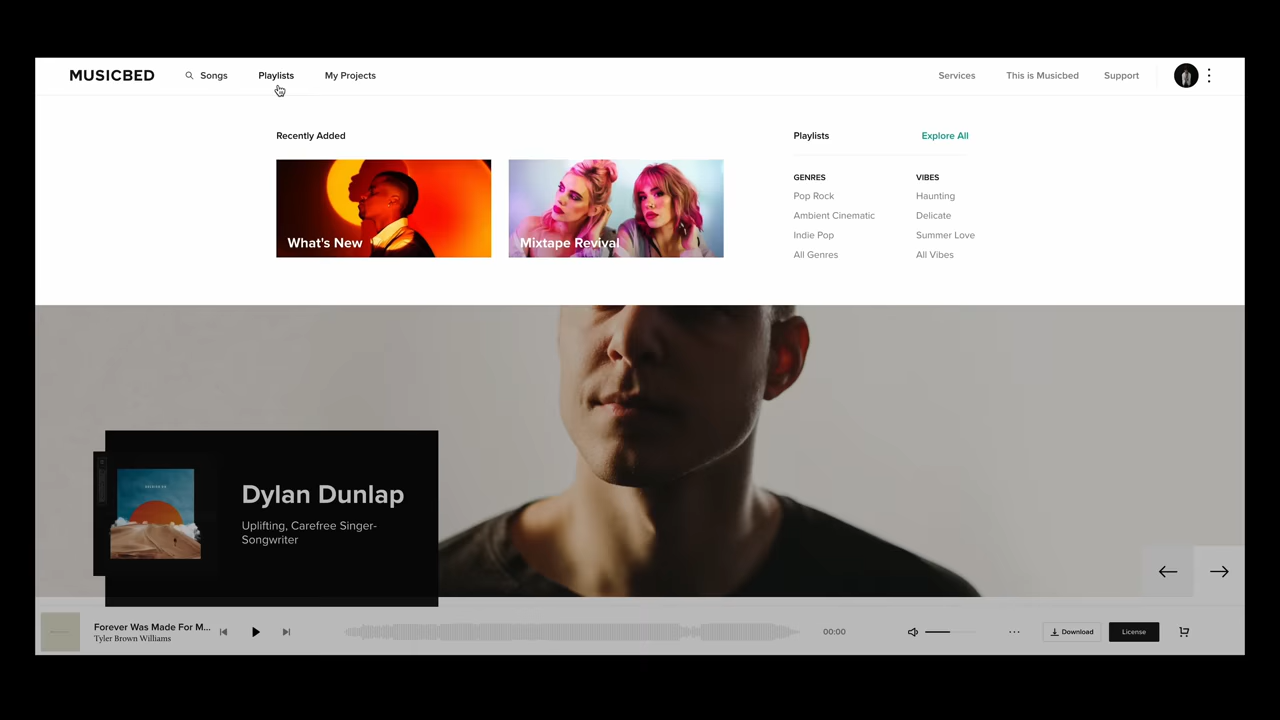 MUSICBED
Songs
Playlists
My Projects
Services
This is Musicbed
Support
Recently Added
What's New
Mixtape Revival
Playlists
Explore All
GENRES
Pop Rock
Ambient Cinematic
Indie Pop
All Genres
VIBES
Haunting
Delicate
Summer Love
All Vibes
Dylan Dunlap
Uplifting, Carefree Singer-
Songwriter
Forever Was Made For M...
Tyler Brown Williams
00:00
Download
License